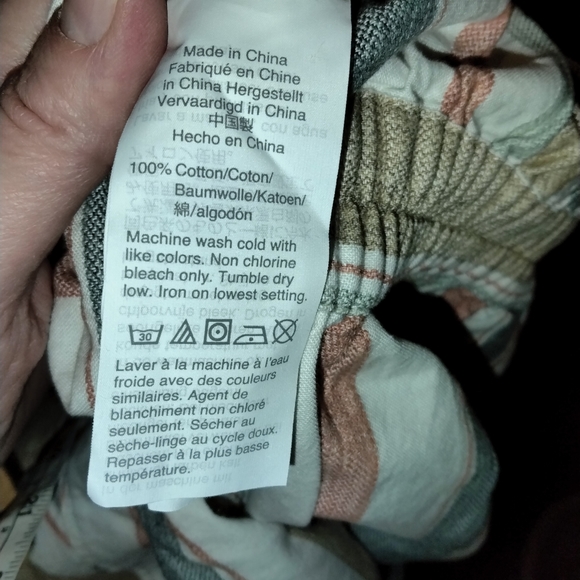 Made in China
Fabriqué en Chine
in China Hergestellt
Vervaardigd in China
中国製
Hecho en China
100% Cotton/Coton/
Baumwolle/Katoen/
綿/algodón
Machine wash cold with
like colors. Non chlorine
bleach only. Tumble dry
low. Iron on lowest setting.
30
Laver à la machine à l'eau
froide avec des couleurs
similaires. Agent de
blanchiment non chloré
seulement. Sécher au
sèche-linge au cycle doux.
Repasser à la plus basse
température.